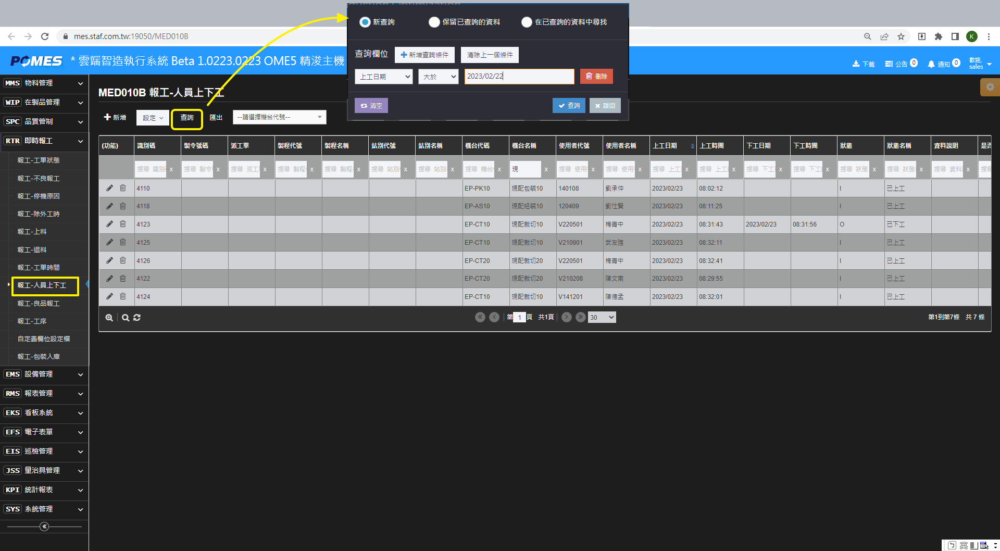 新查詢 保留已查詢的資料 在已查詢的資料中尋找
mes.staf.com.tw:19050/MED010B
K
查詢欄位 新增查詢條件 清除上一個條件
POMES * 雲端智造執行系統 Beta 1.0223.0223 OME5 精浚主機
下載 公告 0 通知 0 歡迎, sales
上工日期 大於 2023/02/22 刪除
清空 查詢 離開
MMS 物料管理
WIP 在製品管理
SPC 品質管制
RTR 即時報工
報工-工單狀態
報工-不良報工
報工-停機原因
報工-除外工時
報工-上料
報工-退料
報工-工單時間
報工-人員上下工
報工-良品報工
報工-工序
自定義欄位設定檔
報工-包裝入庫
EMS 設備管理
RMS 報表管理
EKS 看板系統
EFS 電子表單
EIS 巡檢管理
JSS 量治具管理
KPI 統計報表
SYS 系統管理
MED010B 報工-人員上下工
新增 設定 查詢 匯出 --請選擇機台代號--
(功能) 識別碼 製令號碼 派工單 製程代號 製程名稱 站別代號 站別名稱 機台代碼 機台名稱 使用者代號 使用者名稱 上工日期 上工時間 下工日期 下工時間 狀態 狀態名稱 資料說明 是否
搜尋 識別 x 搜尋 製令 x 搜尋 派工 x 搜尋 製程 x 搜尋 製程 x 搜尋 站別 x 搜尋 站別 x 搜尋 機台 x 現 x 搜尋 使用 x 搜尋 使用 x 搜尋 上工 x 搜尋 上工 x 搜尋 下工 x 搜尋 下工 x 搜尋 狀態 x 搜尋 狀態 x 搜尋 資料 x 搜尋
4110 EP-PK10 現配包裝10 140108 劉承仲 2023/02/23 08:02:12 I 已上工
4118 EP-AS10 現配組裝10 120409 劉仕賢 2023/02/23 08:11:25 I 已上工
4123 EP-CT10 現配裁切10 V220501 梅青中 2023/02/23 08:31:43 2023/02/23 08:31:56 O 已下工
4125 EP-CT10 現配裁切10 V210901 武友強 2023/02/23 08:32:11 I 已上工
4126 EP-CT20 現配裁切20 V220501 梅青中 2023/02/23 08:32:41 I 已上工
4122 EP-CT20 現配裁切20 V210208 陳文南 2023/02/23 08:29:55 I 已上工
4124 EP-CT10 現配裁切10 V141201 陳德孟 2023/02/23 08:32:01 I 已上工
第 1 頁 共1頁 30 第1到第7條 共 7 條
英